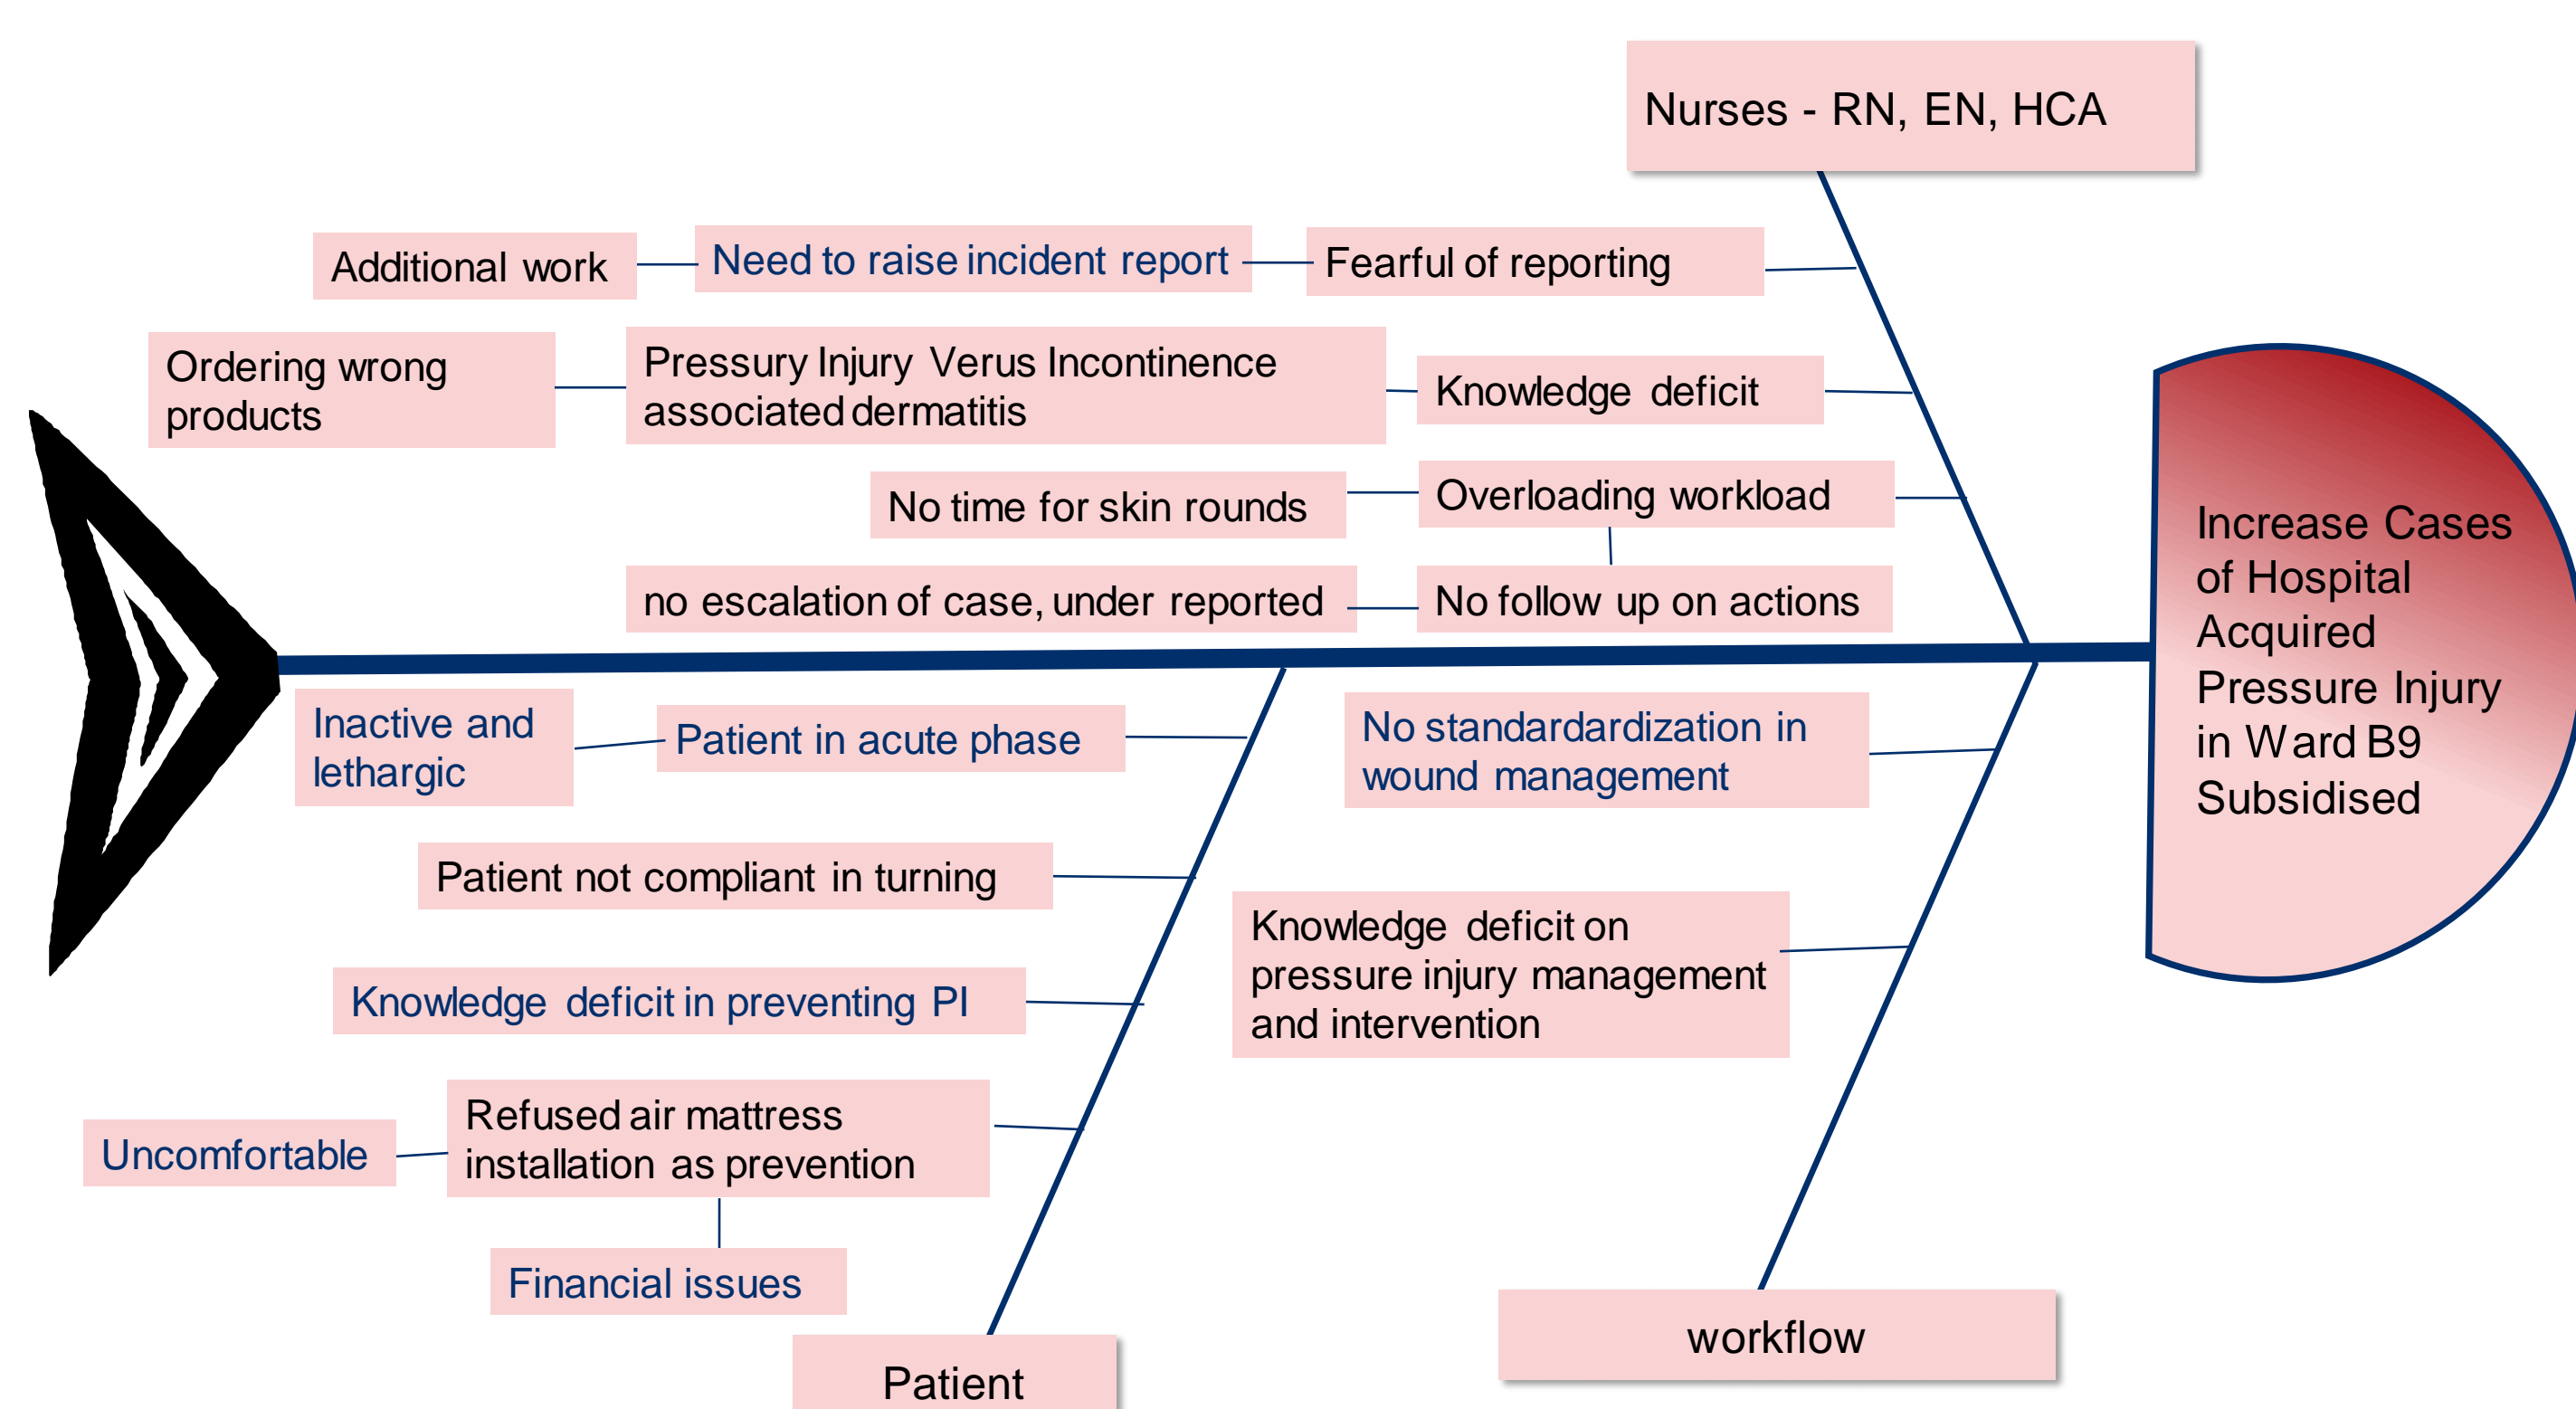 Nurses - RN, EN, HCA
Additional work
Need to raise incident report
Fearful of reporting
Ordering wrong
products
Pressury Injury Verus Incontinence
associated dermatitis
Knowledge deficit
No time for skin rounds
Overloading workload
no escalation of case, under reported
No follow up on actions
Increase Cases
of Hospital
Acquired
Pressure Injury
in Ward B9
Subsidised
Inactive and
lethargic
Patient in acute phase
No standardardization in
wound management
Patient not compliant in turning
Knowledge deficit on
pressure injury management
and intervention
Knowledge deficit in preventing PI
Refused air mattress
installation as prevention
Uncomfortable
Financial issues
Patient
workflow